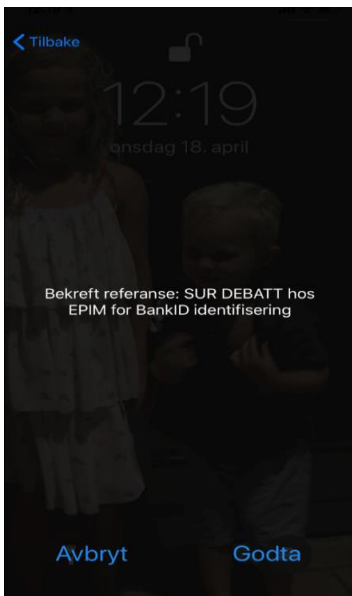 Tilbake
12:19
onsdag 18. april
Bekreft referanse: SUR DEBATT hos
EPIM for BankID identifisering
Avbryt
Godta